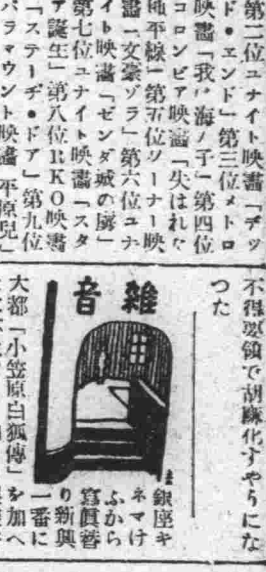 第二位ユナイト映畫「デッ
ド・エンド」第三位メトロ
映畫「我は海ノ子」第四位
コロンビア映畫「失はれた
地平線」第五位ワーナー映
畫「文豪ゾラ」第六位ユナ
イト映畫「ゼンダ城の虜」
第七位ユナイト映畫「スタ
ア誕生」第八位RKO映畫
「ステーヂ・ドア」第九位
パラマウント映畫「平原兒」
不得要領で胡麻化すやうにな
つた
雑音
銀座キ
ネマけ
ふから
寫眞替
り新興
一番に
大都「小笠原白狐傳」を加へ